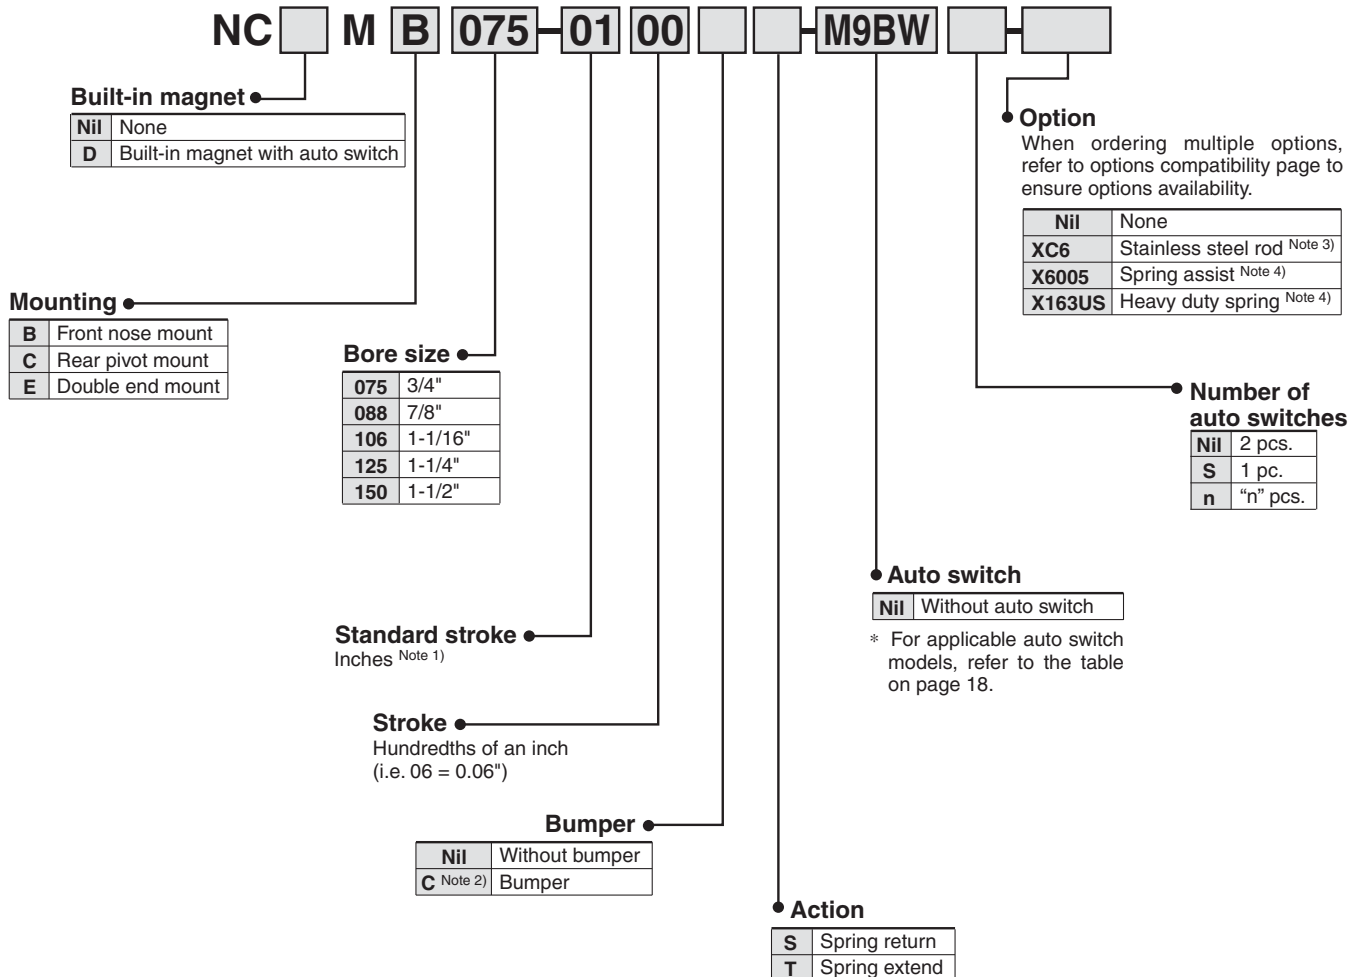 NC M B 075-01 00 - M9BW -
Built-in magnet
Nil None
D Built-in magnet with auto switch
Option
When ordering multiple options,
refer to options compatibility page to
ensure options availability.
Nil None
XC6 Stainless steel rod Note 3)
X6005 Spring assist Note 4)
X163US Heavy duty spring Note 4)
Mounting
B Front nose mount
C Rear pivot mount
E Double end mount
Bore size
075 3/4"
088 7/8"
106 1-1/16"
125 1-1/4"
150 1-1/2"
Number of
auto switches
Nil 2 pcs.
S 1 pc.
n “n” pcs.
Auto switch
Nil Without auto switch
* For applicable auto switch
models, refer to the table
on page 18.
Standard stroke
Inches Note 1)
Stroke
Hundredths of an inch
(i.e. 06 = 0.06")
Bumper
Nil Without bumper
C Note 2) Bumper
Action
S Spring return
T Spring extend